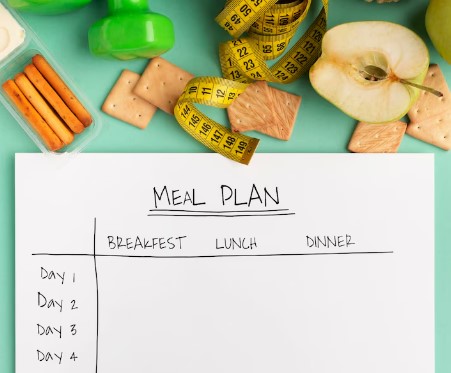 MEAL PLAN
BREAKFEST LUNCH DINNER
Day 1
Day 2
Day 3
Day 4